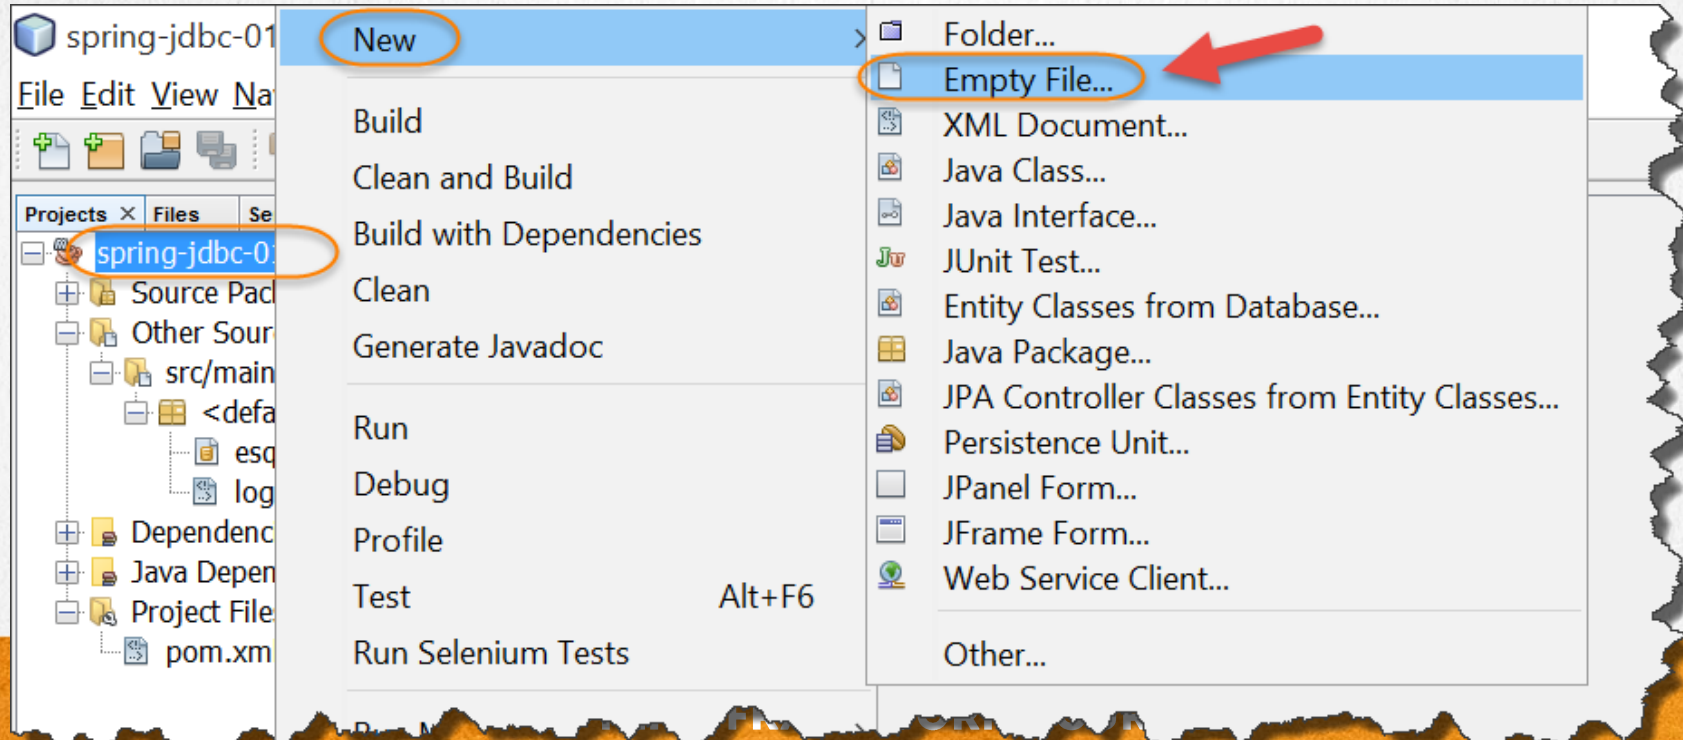 spring-jdbc-01
File Edit View Na
Projects Files Se
spring-jdbc-01
Source Pac
Other Sour
src/main
<defa
esq
log
Dependenc
Java Depen
Project File
pom.xm
New
Build
Clean and Build
Build with Dependencies
Clean
Generate Javadoc
Run
Debug
Profile
Test Alt+F6
Run Selenium Tests
Folder...
Empty File...
XML Document...
Java Class...
Java Interface...
JUnit Test...
Entity Classes from Database...
Java Package...
JPA Controller Classes from Entity Classes...
Persistence Unit...
JPanel Form...
JFrame Form...
Web Service Client...
Other...